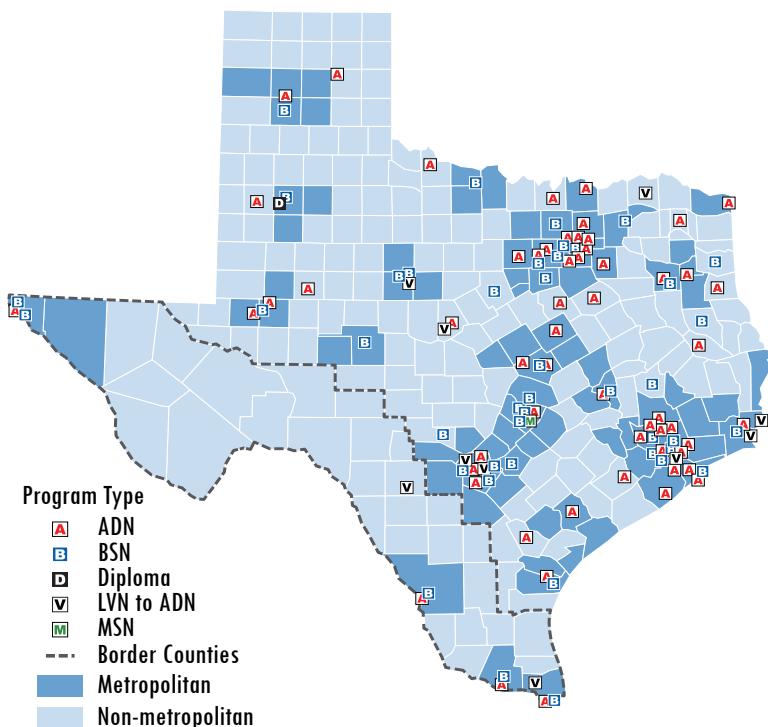 Program Type
A ADN
B BSN
D Diploma
V LVN to ADN
M MSN
Border Counties
Metropolitan
Non-metropolitan